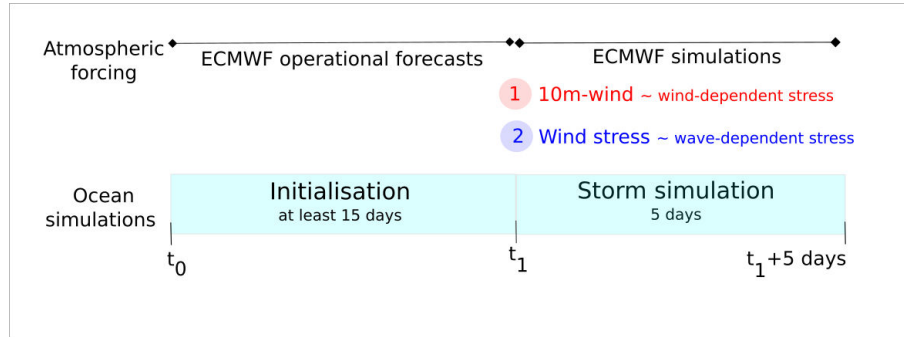 Atmospheric
forcing
ECMWF operational forecasts
ECMWF simulations
1 10m-wind ~ wind-dependent stress
2 Wind stress ~ wave-dependent stress
Ocean
simulations
Initialisation
at least 15 days
Storm simulation
5 days
t0
t1
t1+5 days